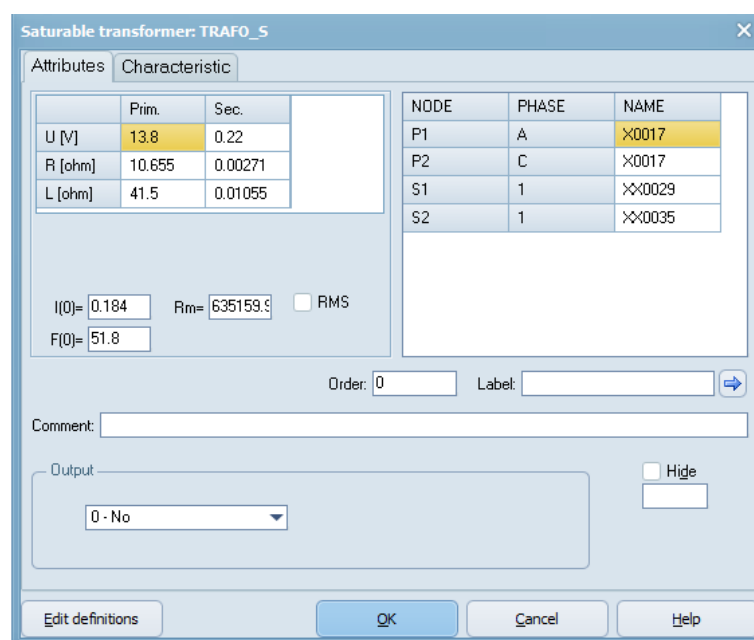 Saturable transformer: TRAFO_S
Attributes Characteristic
Prim. Sec.
U [V] 13.8 0.22
R [ohm] 10.655 0.00271
L [ohm] 41.5 0.01055
I(0)= 0.184 Rm= 635159.9 RMS
F(0)= 51.8
NODE PHASE NAME
P1 A X0017
P2 C X0017
S1 1 XX0029
S2 1 XX0035
Order: 0 Label:
Comment:
Output
0 - No
Hide
Edit definitions OK Cancel Help